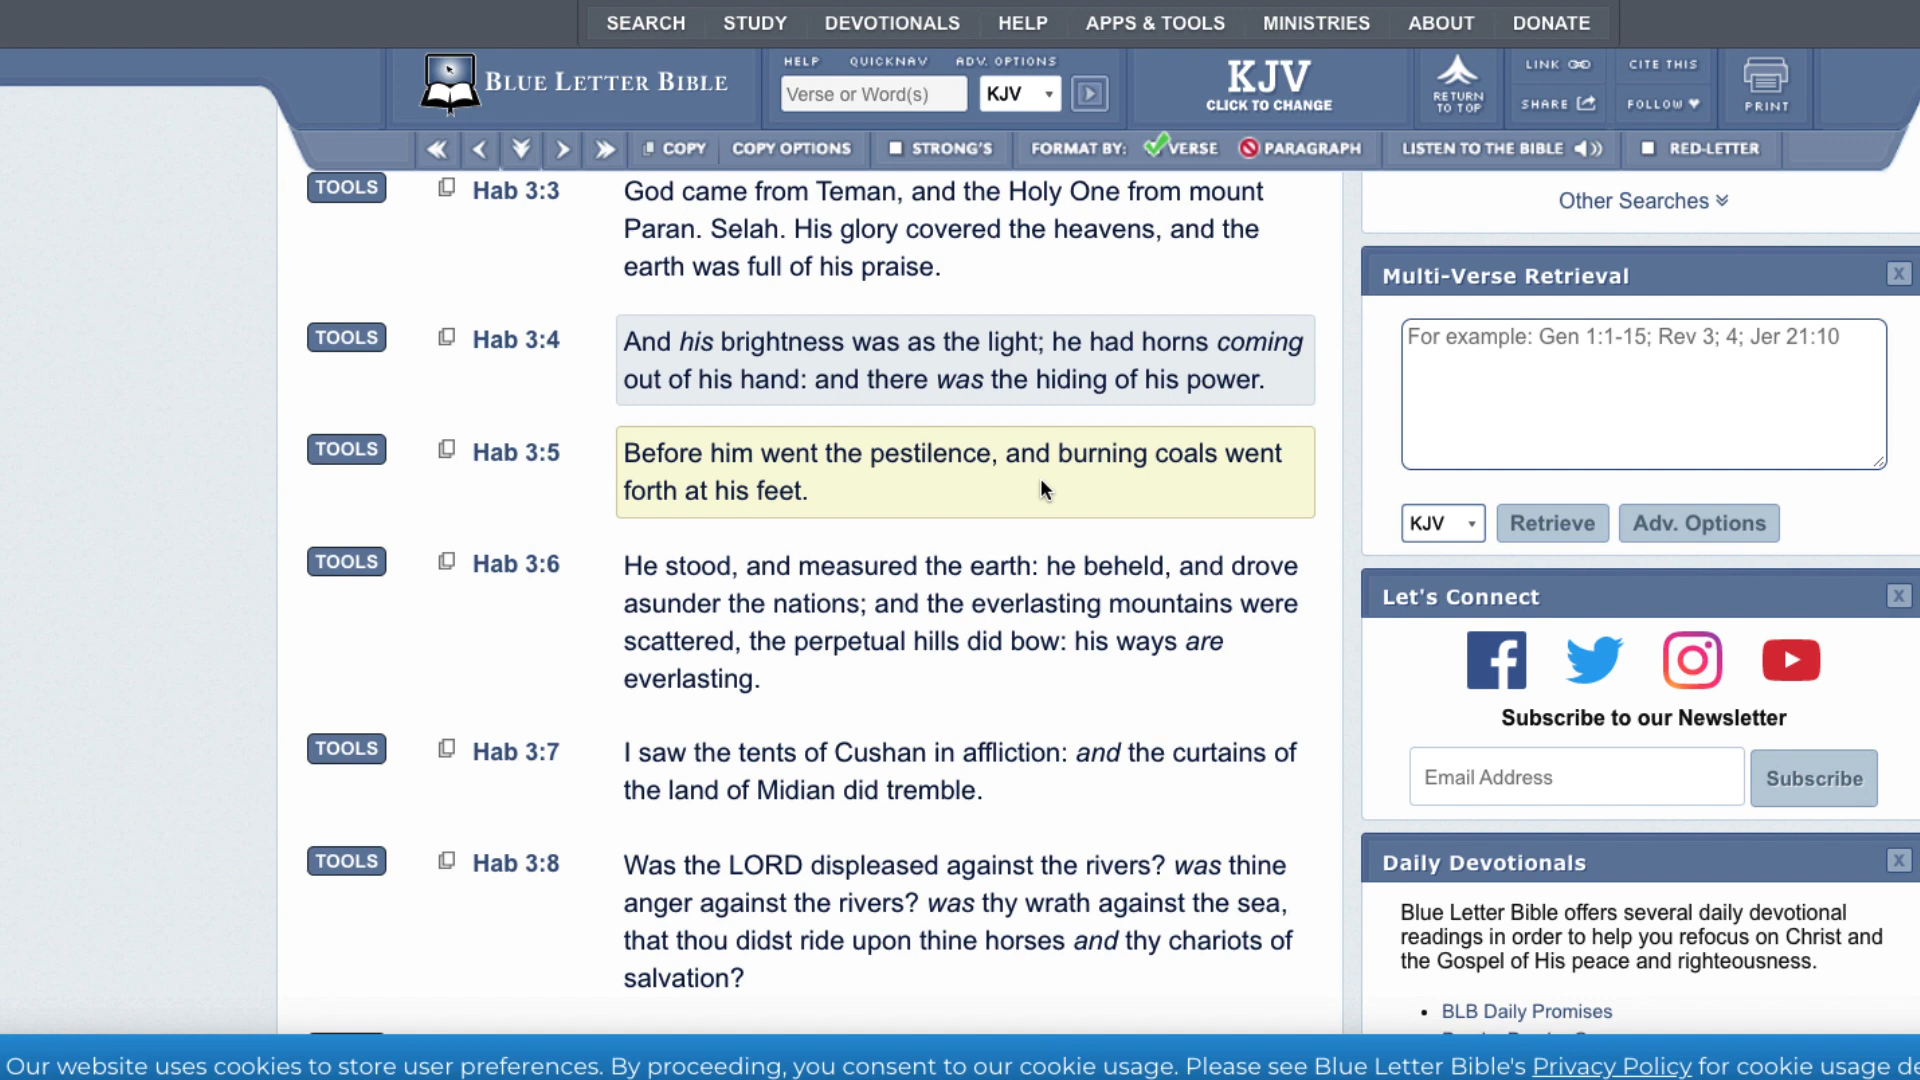 SEARCH STUDY DEVOTIONALS HELP APPS & TOOLS MINISTRIES ABOUT DONATE
BLUE LETTER BIBLE
HELP QUICKNAV ADV. OPTIONS
Verse or Word(s) KJV
KJV
CLICK TO CHANGE
RETURN
TO TOP
LINK
SHARE
CITE THIS
FOLLOW
PRINT
COPY COPY OPTIONS STRONG'S FORMAT BY: VERSE PARAGRAPH LISTEN TO THE BIBLE RED-LETTER
TOOLS Hab 3:3 God came from Teman, and the Holy One from mount
Paran. Selah. His glory covered the heavens, and the
earth was full of his praise.
TOOLS Hab 3:4 And his brightness was as the light; he had horns coming
out of his hand: and there was the hiding of his power.
TOOLS Hab 3:5 Before him went the pestilence, and burning coals went
forth at his feet.
TOOLS Hab 3:6 He stood, and measured the earth: he beheld, and drove
asunder the nations; and the everlasting mountains were
scattered, the perpetual hills did bow: his ways are
everlasting.
TOOLS Hab 3:7 I saw the tents of Cushan in affliction: and the curtains of
the land of Midian did tremble.
TOOLS Hab 3:8 Was the LORD displeased against the rivers? was thine
anger against the rivers? was thy wrath against the sea,
that thou didst ride upon thine horses and thy chariots of
salvation?
Other Searches
Multi-Verse Retrieval X
For example: Gen 1:1-15; Rev 3; 4; Jer 21:10
KJV Retrieve Adv. Options
Let's Connect X
Subscribe to our Newsletter
Email Address Subscribe
Daily Devotionals X
Blue Letter Bible offers several daily devotional
readings in order to help you refocus on Christ and
the Gospel of His peace and righteousness.
• BLB Daily Promises
Our website uses cookies to store user preferences. By proceeding, you consent to our cookie usage. Please see Blue Letter Bible's Privacy Policy for cookie usage de